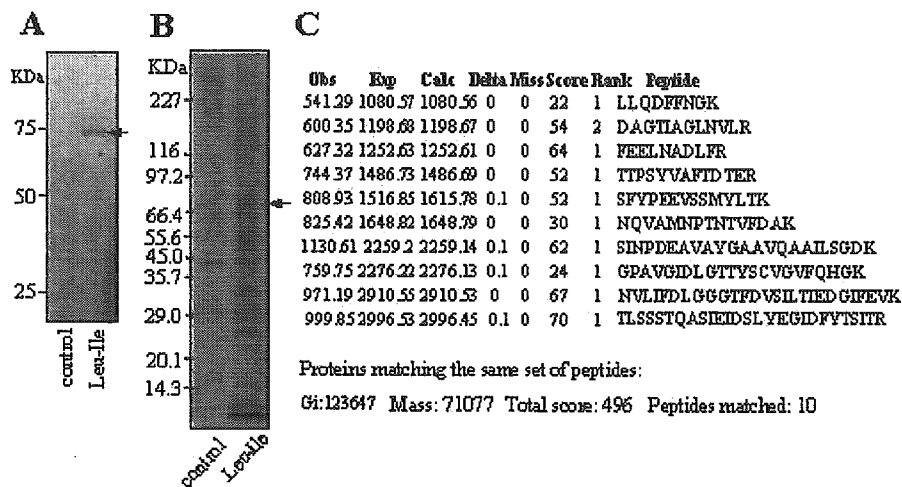 A
B
C
KDa
75
50
25
control
Leu-Ile
KDa
227
116
97.2
66.4
55.6
45.0
35.7
29.0
20.1
14.3
control
Leu-Ile
Obs Exp Calc Delta Miss Score Rank Peptide
541.29 1080.57 1080.56 0 0 22 1 LLQDFFNGK
600.35 1198.68 1198.67 0 0 54 2 DAGTIAGLNVLR
627.32 1252.63 1252.61 0 0 64 1 FEELNADLFR
744.37 1486.73 1486.69 0 0 52 1 TTPSYVAFTDTER
808.93 1516.85 1615.78 0.1 0 52 1 SFYPEEVSSMVLTK
825.42 1648.82 1648.79 0 0 30 1 NQVAMNPTNTVFDAK
1130.61 2259.2 2259.14 0.1 0 62 1 SINPDEAVAYGAAVQAAILSGDK
759.75 2276.22 2276.13 0.1 0 24 1 GPAVGIDLGTTYSCVGVFQHGK
971.19 2910.55 2910.53 0 0 67 1 NVLIFDLGGGTFDVSILTIEDGIFEVK
999.85 2996.53 2996.45 0.1 0 70 1 TLSSSTQASIEIDSLYEGIDFYTSITR
Proteins matching the same set of peptides:
Gi:123647 Mass: 71077 Total score: 496 Peptides matched: 10